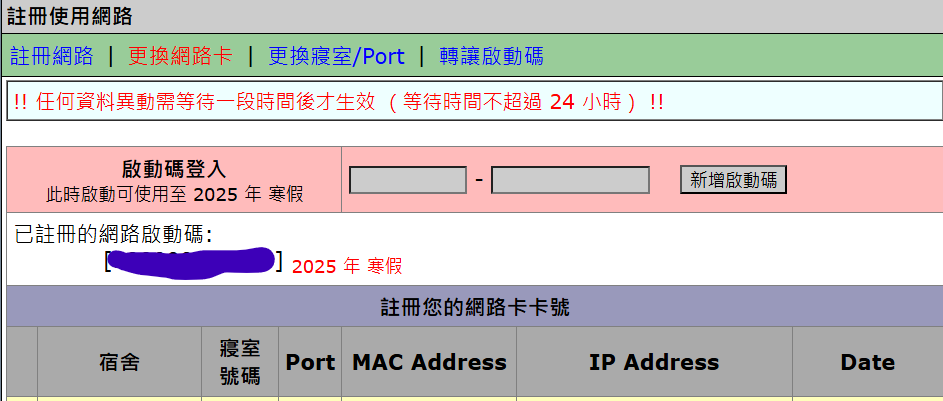 註冊使用網路
註冊網路 | 更換網路卡 | 更換寢室/Port | 轉讓啟動碼
!! 任何資料異動需等待一段時間後才生效 ( 等待時間不超過 24 小時 ) !!
啟動碼登入
此時啟動可使用至 2025 年 寒假
- 新增啟動碼
已註冊的網路啟動碼:
[ ] 2025 年 寒假
註冊您的網路卡卡號
宿舍 寢室號碼 Port MAC Address IP Address Date